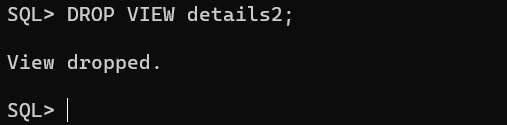 SQL> DROP VIEW details2;
View dropped.
SQL>